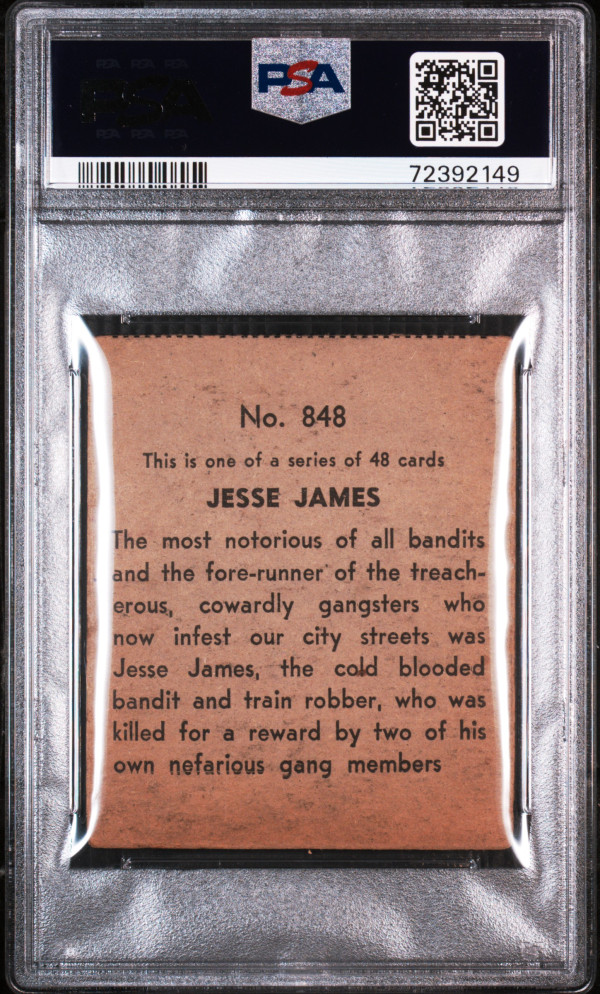 PSA
72392149
No. 848
This is one of a series of 48 cards
JESSE JAMES
The most notorious of all bandits
and the fore-runner of the treach-
erous, cowardly gangsters who
now infest our city streets was
Jesse James, the cold blooded
bandit and train robber, who was
killed for a reward by two of his
own nefarious gang members